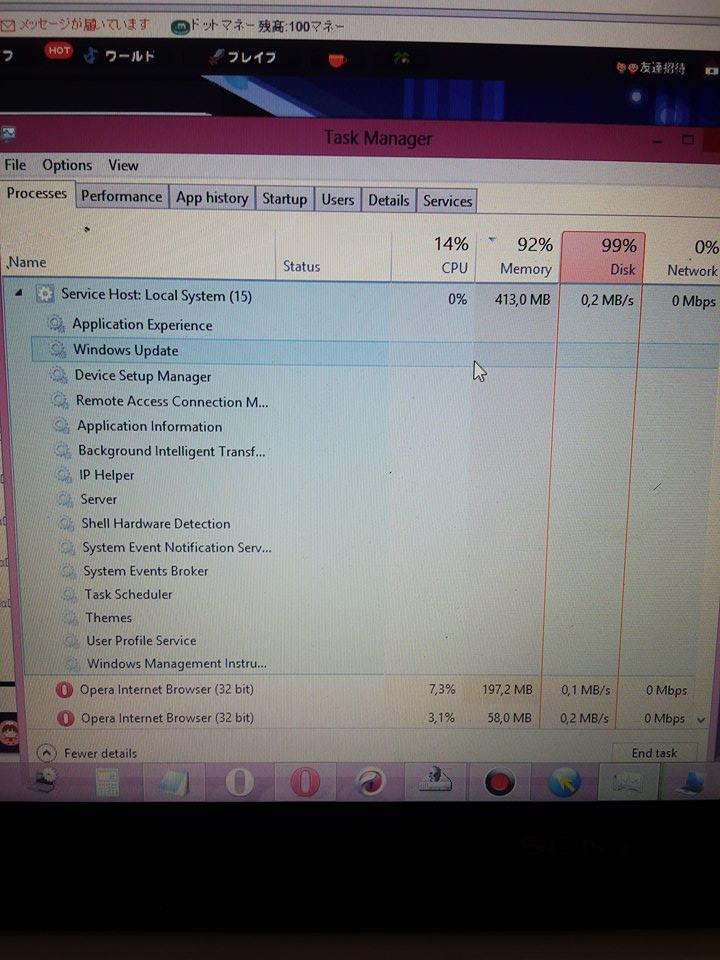 メッセージが届いています ドットマネー 残高:100マネー
フ HOT ワールド ブレイブ 友達招待
Task Manager
File Options View
Processes Performance App history Startup Users Details Services
14% 92% 99% 0%
Name Status CPU Memory Disk Network
Service Host: Local System (15) 0% 413,0 MB 0,2 MB/s 0 Mbps
Application Experience
Windows Update
Device Setup Manager
Remote Access Connection M...
Application Information
Background Intelligent Transf...
IP Helper
Server
Shell Hardware Detection
System Event Notification Serv...
System Events Broker
Task Scheduler
Themes
User Profile Service
Windows Management Instru...
Opera Internet Browser (32 bit) 7,3% 197,2 MB 0,1 MB/s 0 Mbps
Opera Internet Browser (32 bit) 3,1% 58,0 MB 0,2 MB/s 0 Mbps
Fewer details End task
SONY